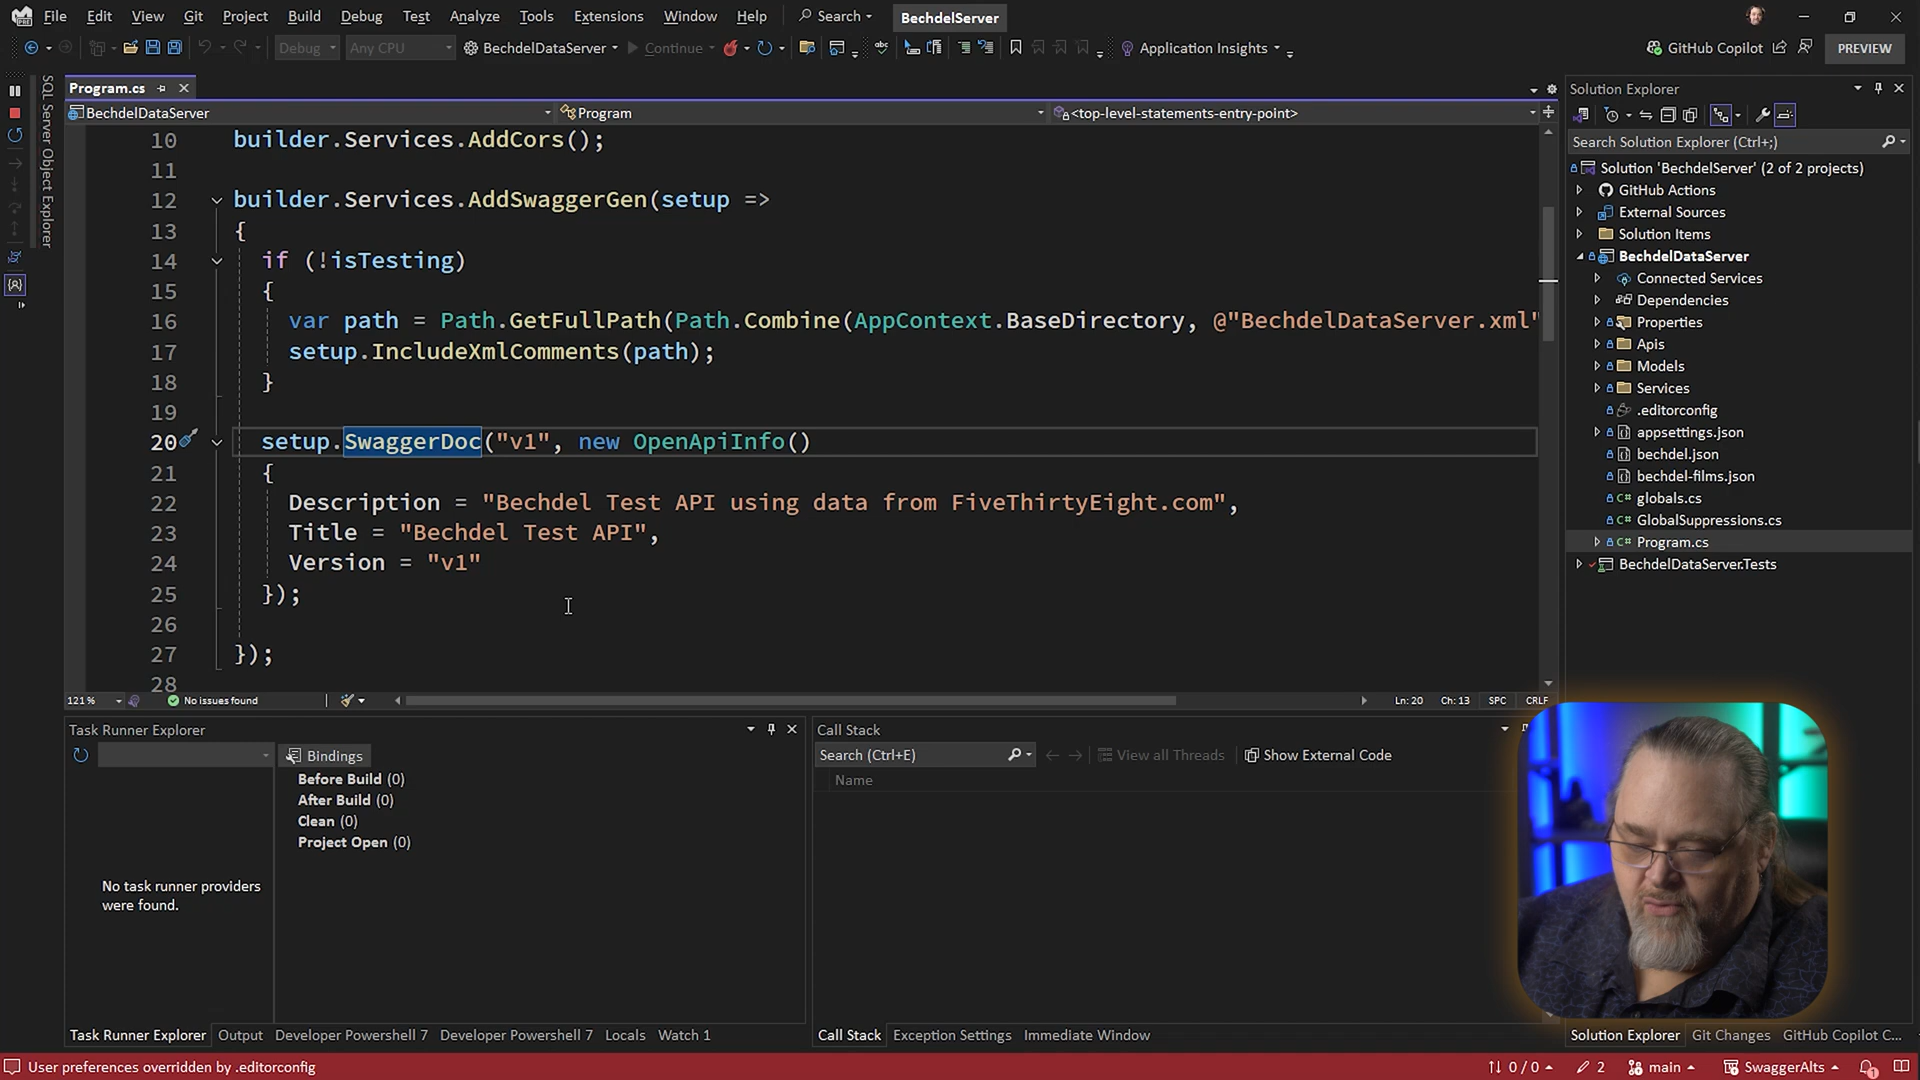 File Edit View Git Project Build Debug Test Analyze Tools Extensions Window Help Search BechdelServer
Debug Any CPU BechdelDataServer Continue Application Insights GitHub Copilot PREVIEW
SQL Server Object Explorer
Program.cs
BechdelDataServer Program <top-level-statements-entry-point>
10 builder.Services.AddCors();
11
12 builder.Services.AddSwaggerGen(setup =>
13 {
14 if (!isTesting)
15 {
16 var path = Path.GetFullPath(Path.Combine(AppContext.BaseDirectory, @"BechdelDataServer.xml"
17 setup.IncludeXmlComments(path);
18 }
19
20 setup.SwaggerDoc("v1", new OpenApiInfo()
21 {
22 Description = "Bechdel Test API using data from FiveThirtyEight.com",
23 Title = "Bechdel Test API",
24 Version = "v1"
25 });
26
27 });
28
121 % No issues found Ln: 20 Ch: 13 SPC CRLF
Solution Explorer
Search Solution Explorer (Ctrl+;)
Solution 'BechdelServer' (2 of 2 projects)
GitHub Actions
External Sources
Solution Items
BechdelDataServer
Connected Services
Dependencies
Properties
Apis
Models
Services
.editorconfig
appsettings.json
bechdel.json
bechdel-films.json
C# globals.cs
C# GlobalSuppressions.cs
C# Program.cs
BechdelDataServer.Tests
Task Runner Explorer
Bindings
Before Build (0)
After Build (0)
Clean (0)
Project Open (0)
No task runner providers
were found.
Call Stack
Search (Ctrl+E) View all Threads Show External Code
Name
Task Runner Explorer Output Developer Powershell 7 Developer Powershell 7 Locals Watch 1
Call Stack Exception Settings Immediate Window
Solution Explorer Git Changes GitHub Copilot C...
User preferences overridden by .editorconfig 0 / 0 2 main SwaggerAlts 1